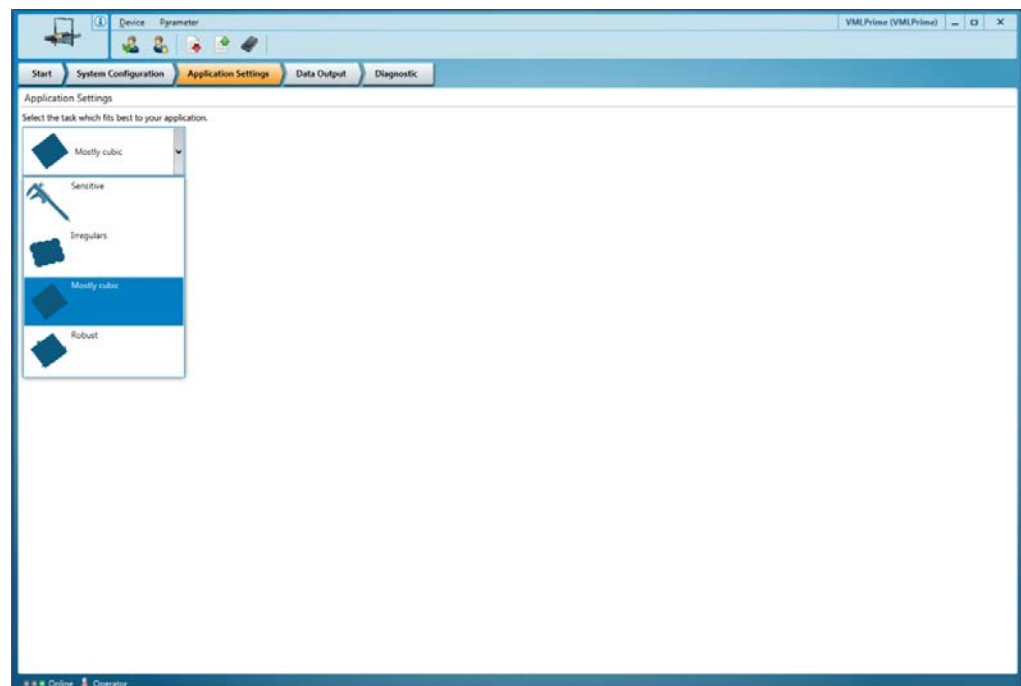 Device Parameter
VMLPrime (VMLPrime)
Start System Configuration Application Settings Data Output Diagnostic
Application Settings
Select the task which fits best to your application.
Mostly cubic
Sensitive
Irregulars
Mostly cubic
Robust
Online Operator